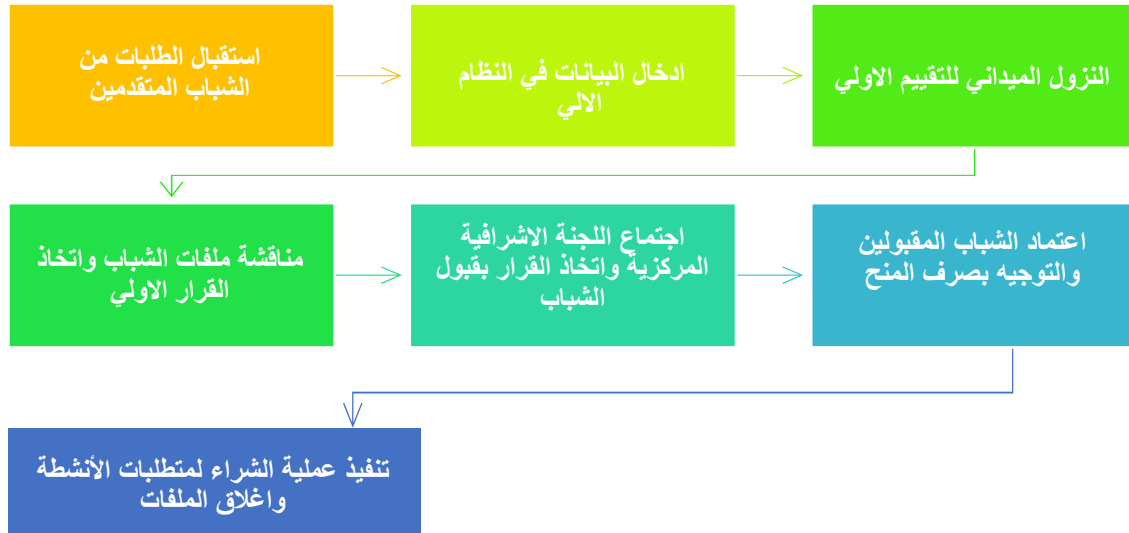 استقبال الطلبات من
الشباب المتقدمين
ادخال البيانات في النظام
الالي
النزول الميداني للتقييم الاولي
مناقشة ملفات الشباب واتخاذ
القرار الاولي
اجتماع اللجنة الاشرافية
المركزية واتخاذ القرار بقبول
الشباب
اعتماد الشباب المقبولين
والتوجيه بصرف المنح
تنفيذ عملية الشراء لمتطلبات الأنشطة
واغلاق الملفات